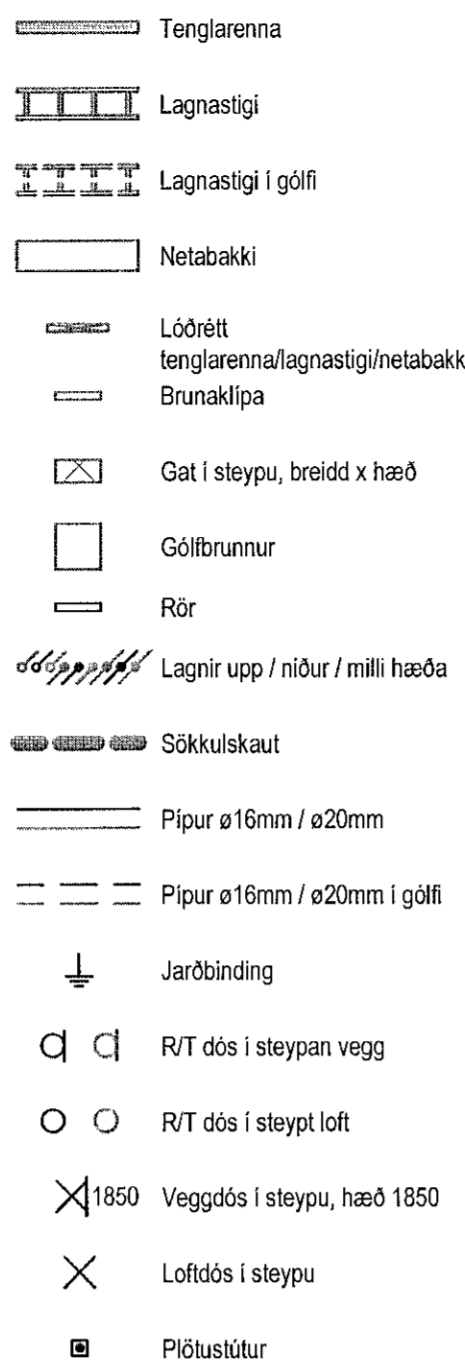 Tenglarenna
Lagnastigi
Lagnastigi í gólfi
Netabakki
Lóðrétt
tenglarenna/lagnastigi/netabakk
Brunaklípa
Gat í steypu, breidd x hæð
Gólfbrunnur
Rör
Lagnir upp / niður / milli hæða
Sökkulskaut
Pípur ø16mm / ø20mm
Pípur ø16mm / ø20mm í gólfi
Jarðbinding
R/T dós í steypan vegg
R/T dós í steypt loft
1850 Veggdós í steypu, hæð 1850
Loftdós í steypu
Plötustútur